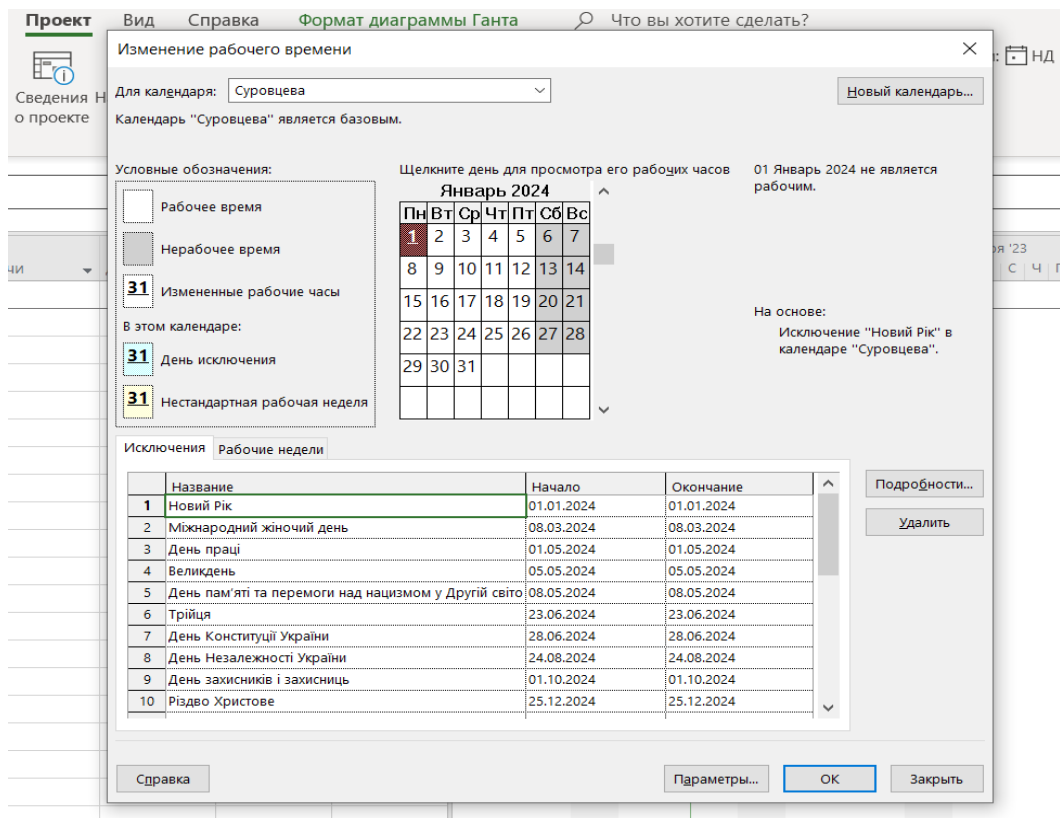 Проект Вид Справка Формат диаграммы Ганта Что вы хотите сделать?
Изменение рабочего времени
НД
Сведения о проекте
Для календаря: Суровцева Новый календарь...
Календарь "Суровцева" является базовым.
Условные обозначения: Щелкните день для просмотра его рабочих часов 01 Январь 2024 не является рабочим.
Рабочее время
Нерабочее время
31 Измененные рабочие часы
В этом календаре:
31 День исключения
31 Нестандартная рабочая неделя
Январь 2024
Пн Вт Ср Чт Пт Сб Вс
1 2 3 4 5 6 7
8 9 10 11 12 13 14
15 16 17 18 19 20 21
22 23 24 25 26 27 28
29 30 31
На основе:
Исключение "Новий Рік" в
календаре "Суровцева".
'23
С Ч
Исключения Рабочие недели
Название Начало Окончание
1 Новий Рік 01.01.2024 01.01.2024
2 Міжнародний жіночий день 08.03.2024 08.03.2024
3 День праці 01.05.2024 01.05.2024
4 Великдень 05.05.2024 05.05.2024
5 День пам'яті та перемоги над нацизмом у Другій світо 08.05.2024 08.05.2024
6 Трійця 23.06.2024 23.06.2024
7 День Конституції України 28.06.2024 28.06.2024
8 День Незалежності України 24.08.2024 24.08.2024
9 День захисників і захисниць 01.10.2024 01.10.2024
10 Різдво Христове 25.12.2024 25.12.2024
Подробности...
Удалить
Справка Параметры... ОК Закрыть